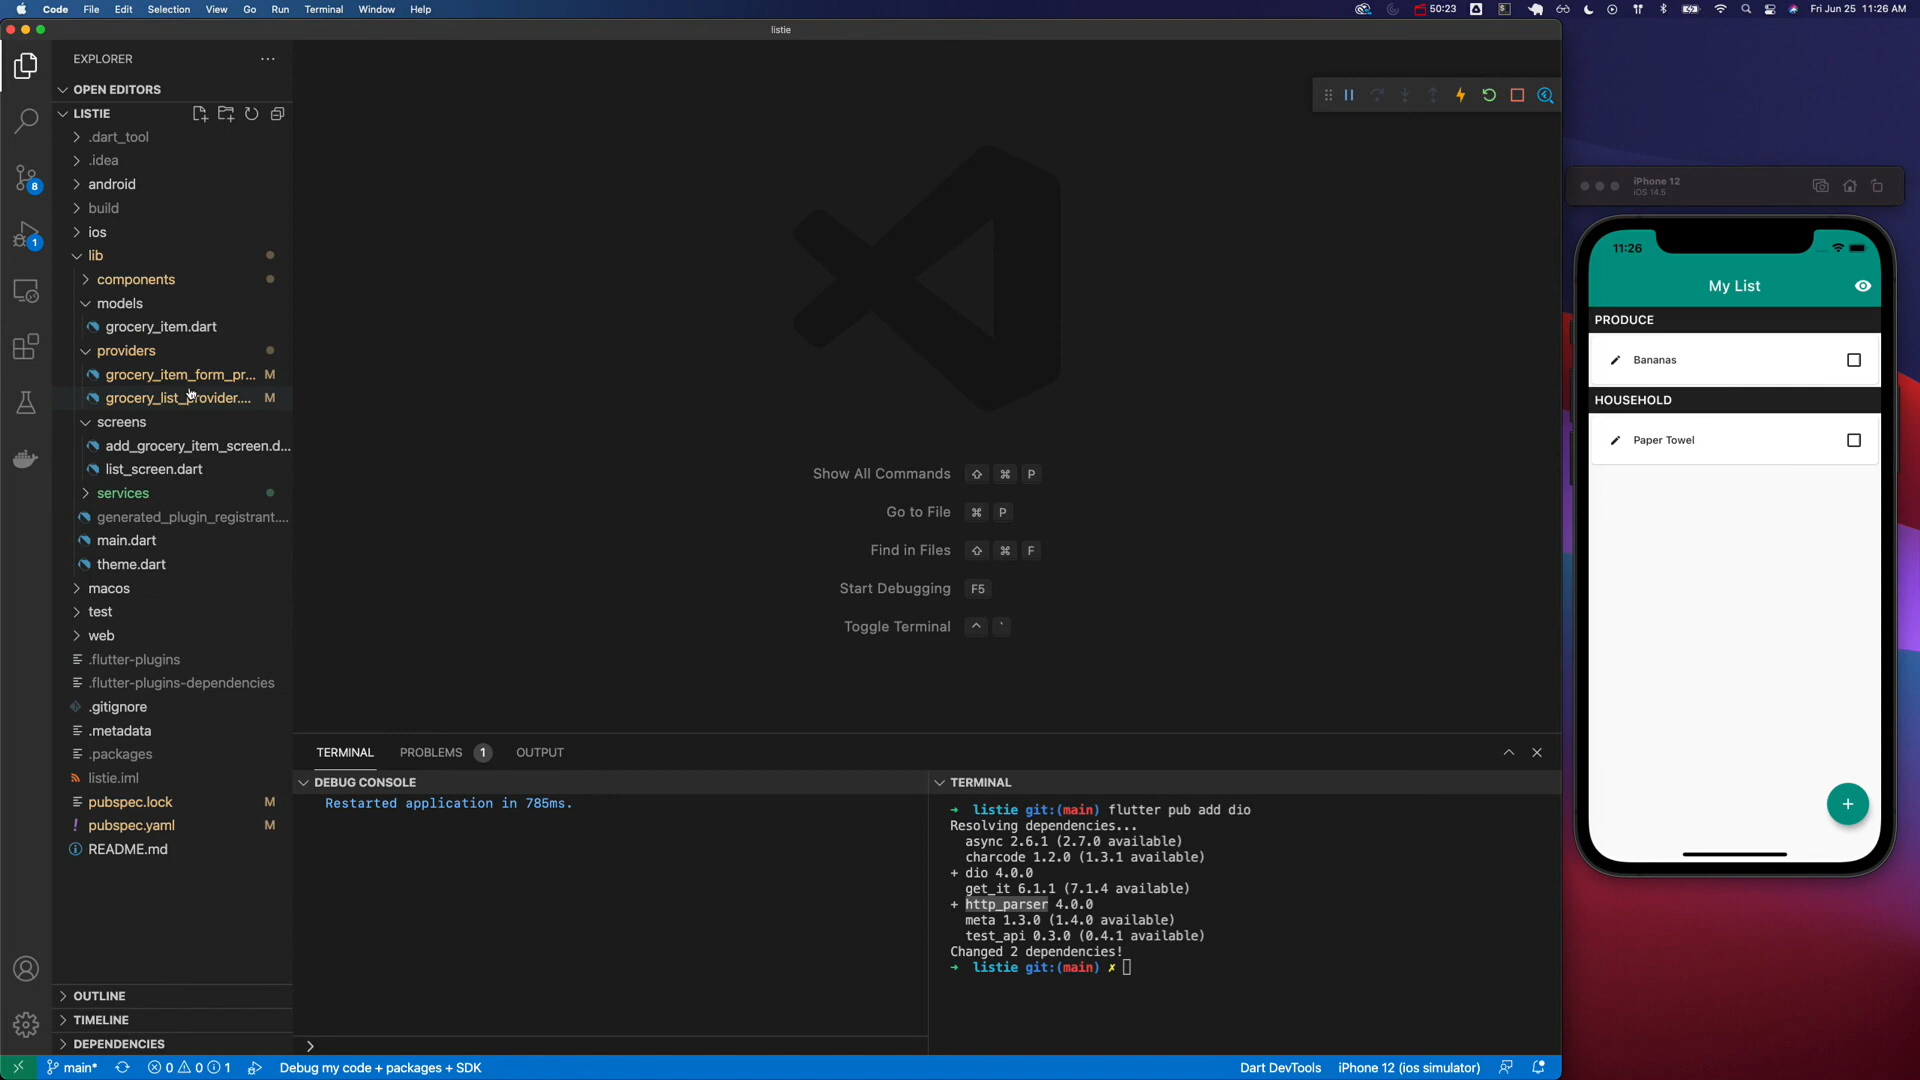 Code File Edit Selection View Go Run Terminal Window Help
50:23
Fri Jun 25 11:26 AM
listie
EXPLORER
OPEN EDITORS
LISTIE
.dart_tool
.idea
android
build
ios
lib
components
models
grocery_item.dart
providers
grocery_item_form_pr... M
grocery_list_provider.... M
screens
add_grocery_item_screen.d...
list_screen.dart
services
generated_plugin_registrant....
main.dart
theme.dart
macos
test
web
.flutter-plugins
.flutter-plugins-dependencies
.gitignore
.metadata
.packages
listie.iml
pubspec.lock M
pubspec.yaml M
README.md
OUTLINE
TIMELINE
DEPENDENCIES
8
1
Show All Commands ⇧ ⌘ P
Go to File ⌘ P
Find in Files ⇧ ⌘ F
Start Debugging F5
Toggle Terminal ^ `
TERMINAL PROBLEMS 1 OUTPUT
DEBUG CONSOLE
Restarted application in 785ms.
TERMINAL
→ listie git:(main) flutter pub add dio
Resolving dependencies...
async 2.6.1 (2.7.0 available)
charcode 1.2.0 (1.3.1 available)
+ dio 4.0.0
get_it 6.1.1 (7.1.4 available)
+ http_parser 4.0.0
meta 1.3.0 (1.4.0 available)
test_api 0.3.0 (0.4.1 available)
Changed 2 dependencies!
→ listie git:(main) ✗
main* 0 0 1 Debug my code + packages + SDK
Dart DevTools iPhone 12 (ios simulator)
iPhone 12
iOS 14.5
11:26
My List
PRODUCE
Bananas
HOUSEHOLD
Paper Towel
+